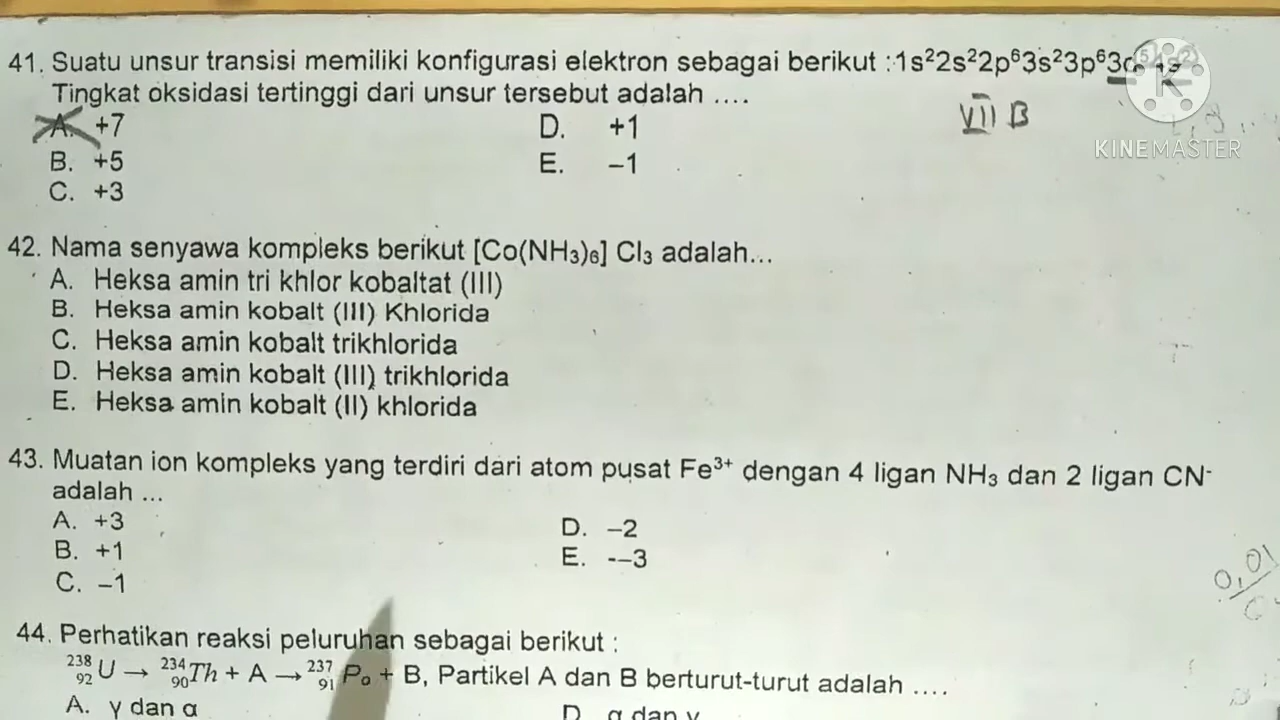 41. Suatu unsur transisi memiliki konfigurasi elektron sebagai berikut :1s²2s²2p⁶3s²3p⁶3d
Tingkat oksidasi tertinggi dari unsur tersebut adalah ....
VII B
KINEMASTER
A. +7
D. +1
B. +5
E. –1
C. +3
42. Nama senyawa kompleks berikut [Co(NH₃)₆] Cl₃ adalah...
A. Heksa amin tri khlor kobaltat (III)
B. Heksa amin kobalt (III) Khlorida
C. Heksa amin kobalt trikhlorida
D. Heksa amin kobalt (III) trikhlorida
E. Heksa amin kobalt (II) khlorida
43. Muatan ion kompleks yang terdiri dari atom pusat Fe³⁺ dengan 4 ligan NH₃ dan 2 ligan CN⁻
adalah ...
A. +3
D. –2
B. +1
E. -–3
C. –1
0,01
44. Perhatikan reaksi peluruhan sebagai berikut :
²³⁸₉₂U → ²³⁴₉₀Th + A → ²³⁷₉₁Pₒ + B, Partikel A dan B berturut-turut adalah ....
A. γ dan α
D. α dan γ